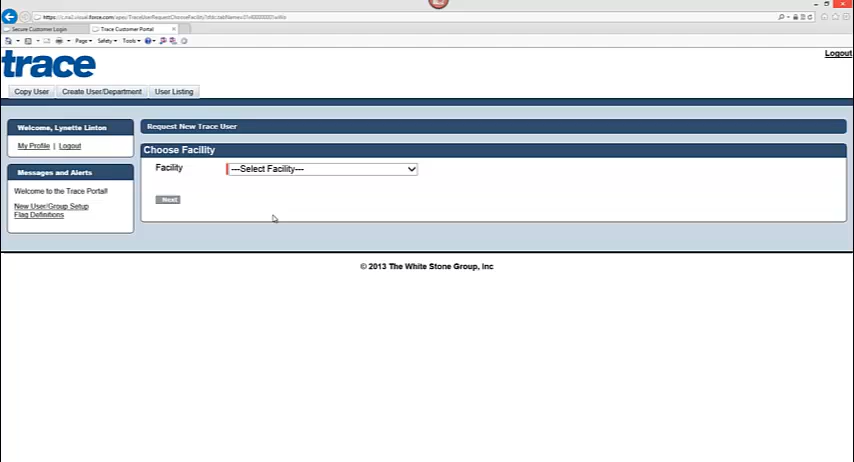 Secure Customer Login
Trace Customer Portal
Page
Safety
Tools
Logout
trace
Copy User
Create User/Department
User Listing
Welcome, Lynette Linton
My Profile | Logout
Messages and Alerts
Welcome to the Trace Portal!
New User/Group Setup
Flag Definitions
Request New Trace User
Choose Facility
Facility
---Select Facility---
Next
© 2013 The White Stone Group, Inc